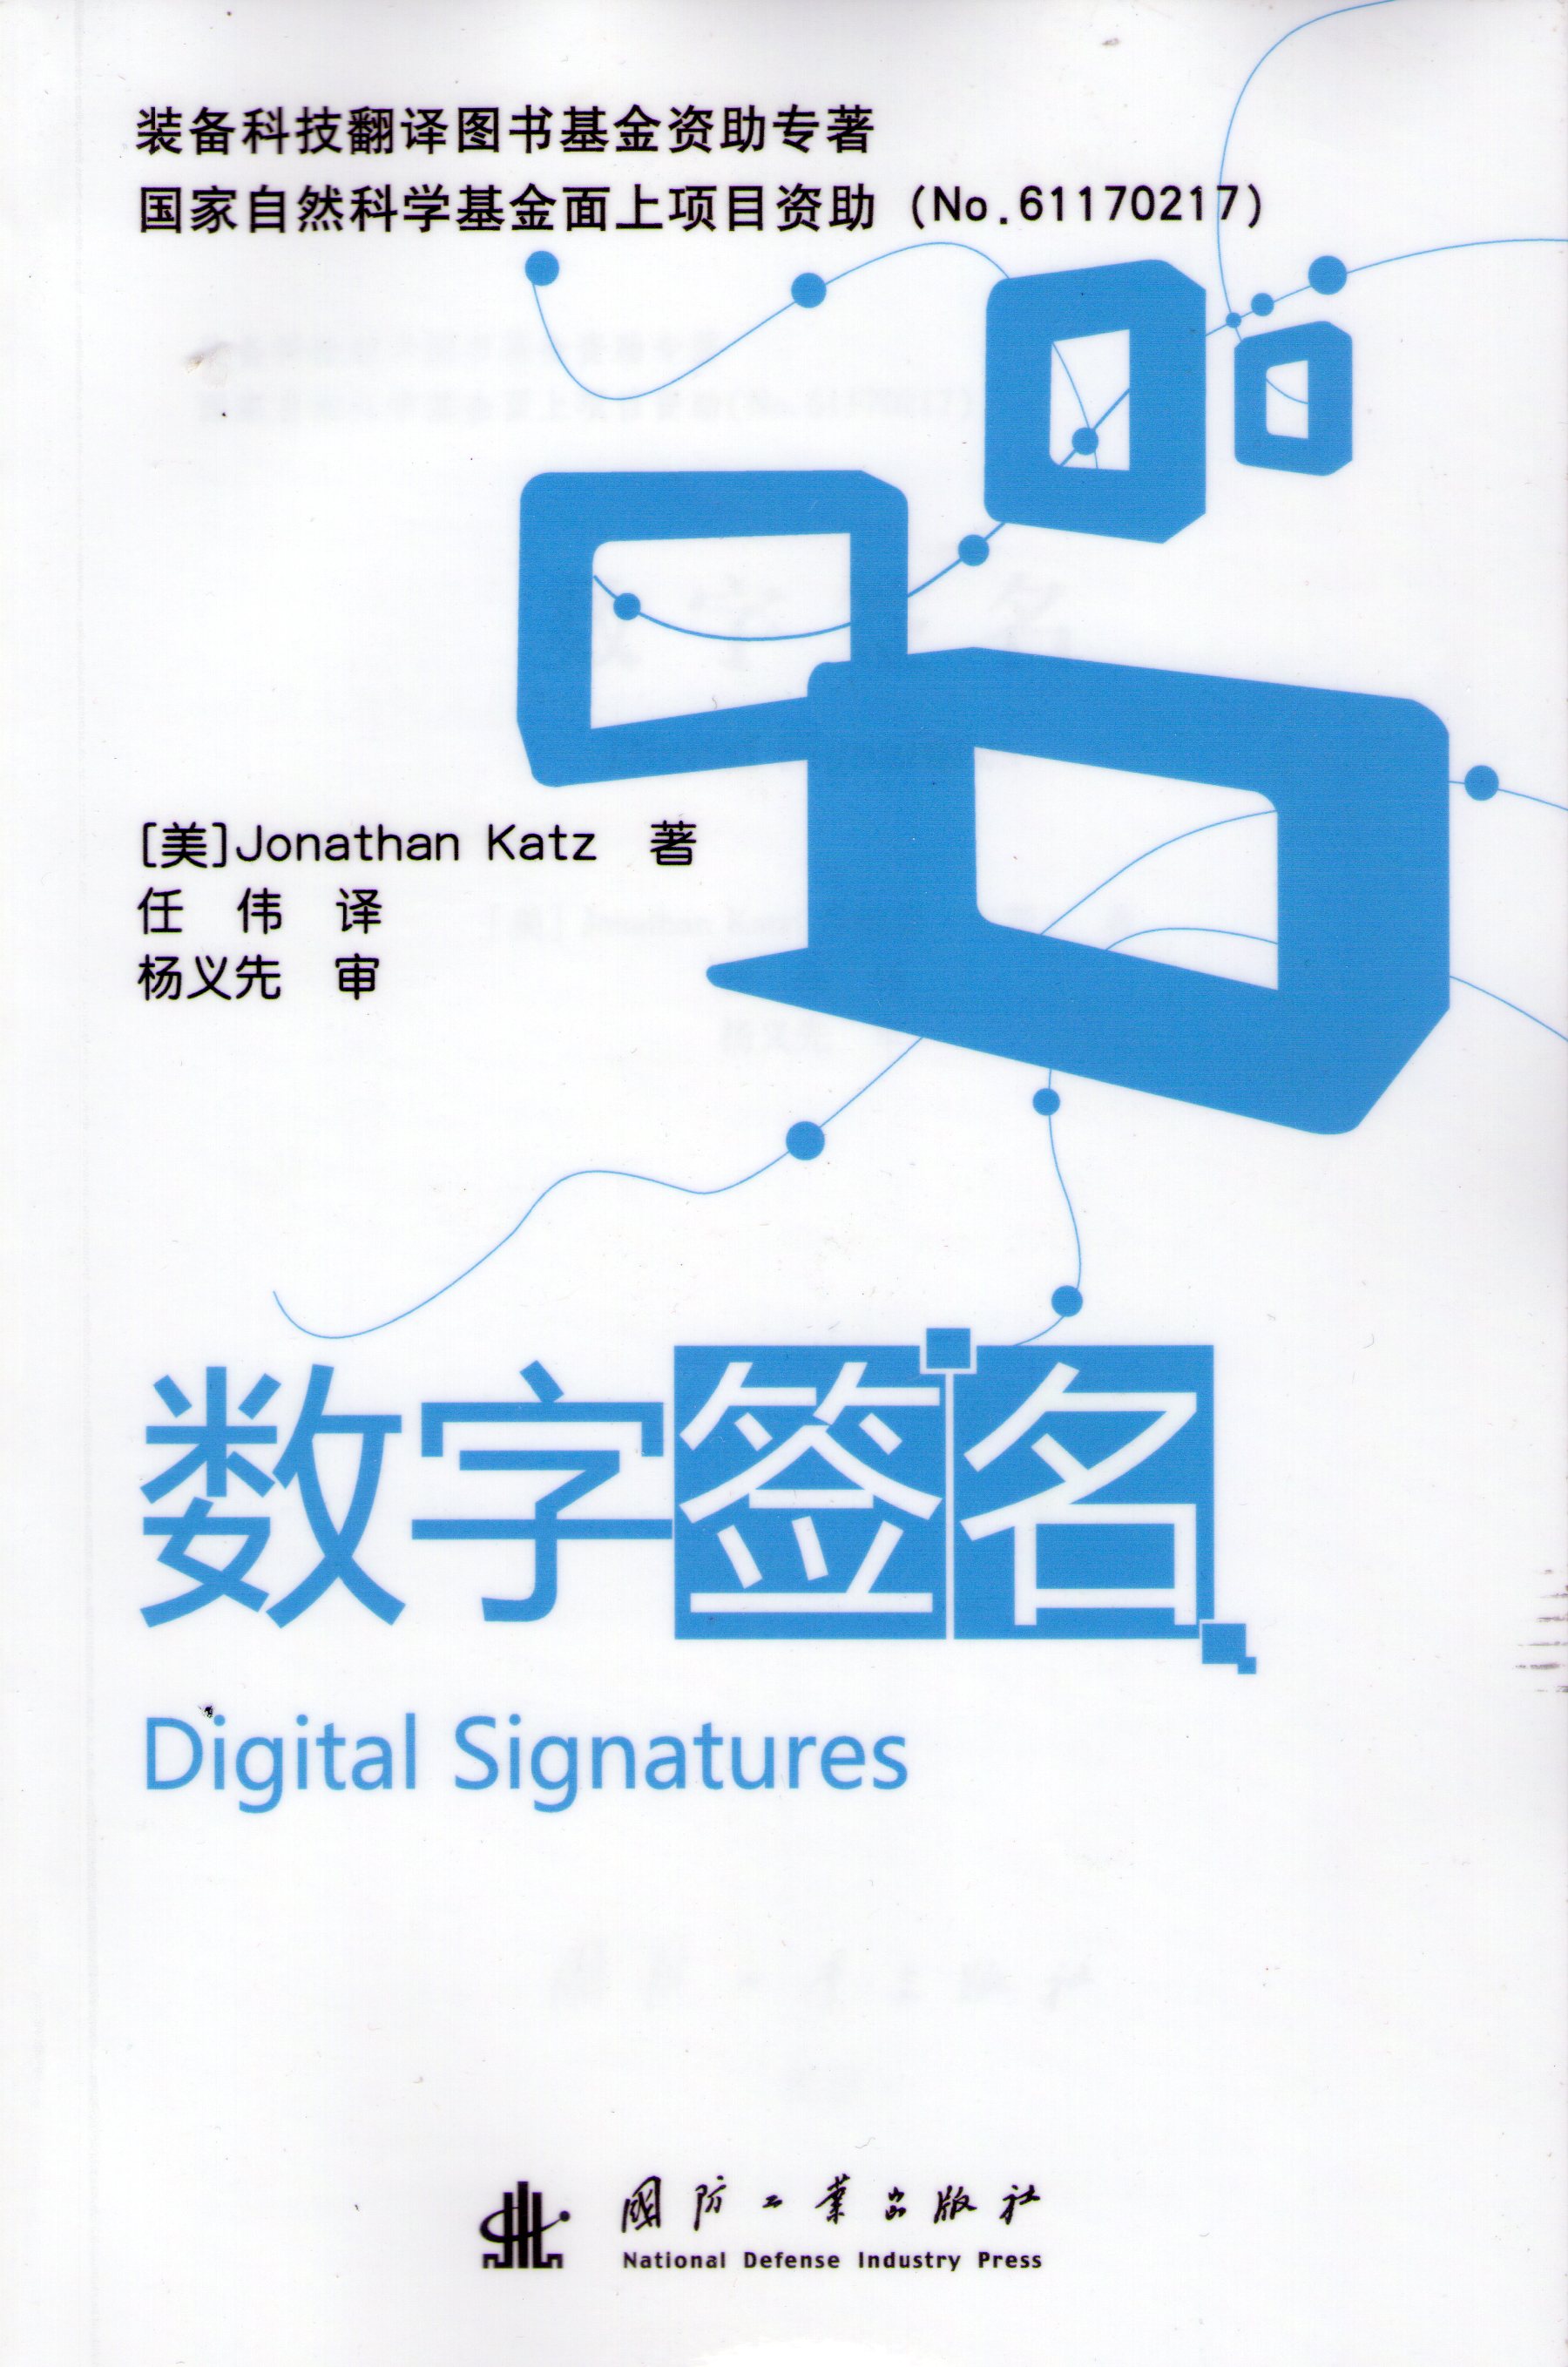 装备科技翻译图书基金资助专著
国家自然科学基金面上项目资助（No.61170217）
[美]Jonathan Katz 著
任 伟 译
杨义先 审
数字签名
Digital Signatures
國防工業出版社
National Defense Industry Press